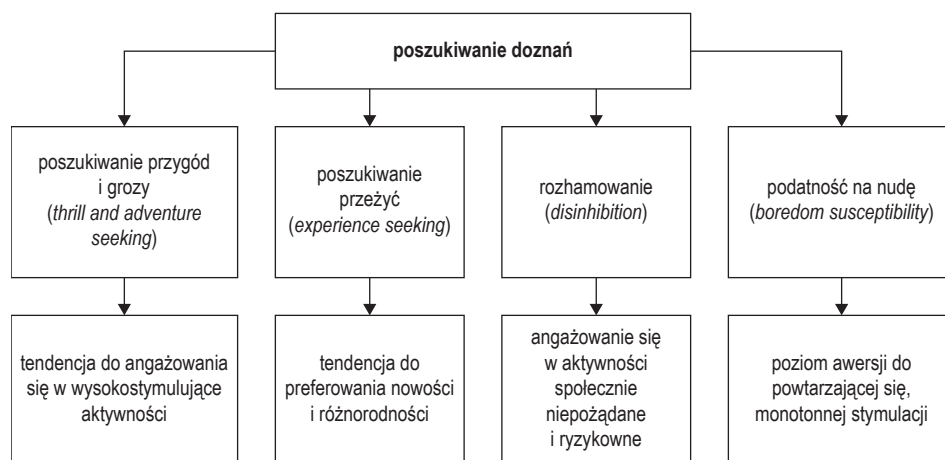 poszukiwanie doznań
poszukiwanie przygód
i grozy
(thrill and adventure
seeking)
poszukiwanie
przeżyć
(experience seeking)
rozhamowanie
(disinhibition)
podatność na nudę
(boredom susceptibility)
tendencja do angażowania
się w wysokostymulujące
aktywności
tendencja do
preferowania nowości
i różnorodności
angażowanie się
w aktywności
społecznie
niepożądane
i ryzykowne
poziom awersji do
powtarzającej się,
monotonnej stymulacji